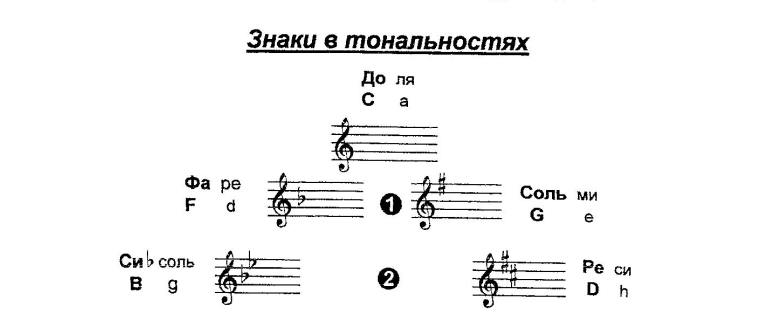 Знаки в тональностях
До ля
C a
Фа ре
F d
1
Соль ми
G e
Си♭ соль
B g
2
Ре си
D h